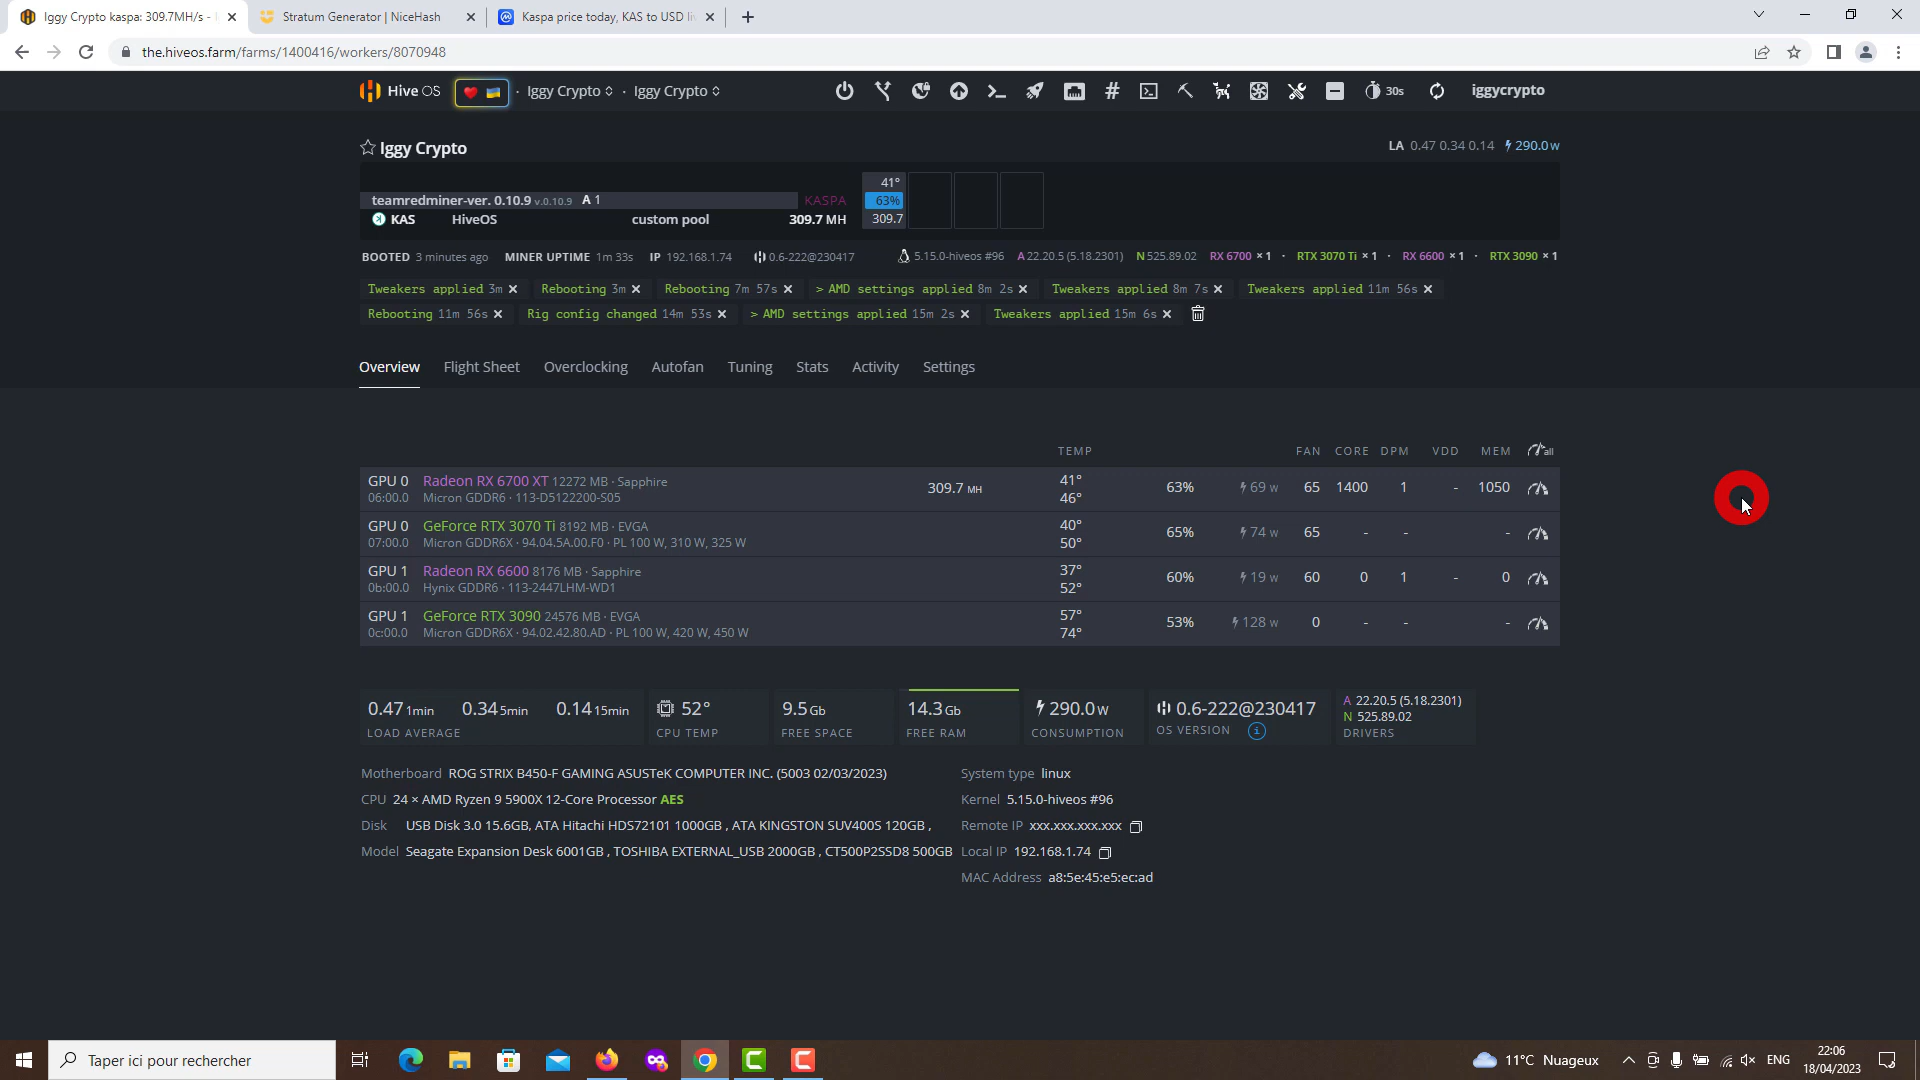 Iggy Crypto kaspa: 309.7MH/s -
Stratum Generator | NiceHash
Kaspa price today, KAS to USD li
the.hiveos.farm/farms/1400416/workers/8070948
Hive OS · Iggy Crypto · Iggy Crypto 30s iggycrypto
Iggy Crypto
LA 0.47 0.34 0.14 290.0 W
teamredminer-ver. 0.10.9 v.0.10.9 A 1 KASPA
KAS HiveOS custom pool 309.7 MH
41°
63%
309.7
BOOTED 3 minutes ago MINER UPTIME 1m 33s IP 192.168.1.74 0.6-222@230417 5.15.0-hiveos #96 A 22.20.5 (5.18.2301) N 525.89.02 RX 6700 × 1 · RTX 3070 Ti × 1 · RX 6600 × 1 · RTX 3090 × 1
Tweakers applied 3m Rebooting 3m Rebooting 7m 57s > AMD settings applied 8m 2s Tweakers applied 8m 7s Tweakers applied 11m 56s
Rebooting 11m 56s Rig config changed 14m 53s > AMD settings applied 15m 2s Tweakers applied 15m 6s
Overview Flight Sheet Overclocking Autofan Tuning Stats Activity Settings
TEMP FAN CORE DPM VDD MEM all
GPU 0 Radeon RX 6700 XT 12272 MB · Sapphire 309.7 MH 41° 63% 69 W 65 1400 1 - 1050
06:00.0 Micron GDDR6 · 113-D5122200-S05 46°
GPU 0 GeForce RTX 3070 Ti 8192 MB · EVGA 40° 65% 74 W 65 - - -
07:00.0 Micron GDDR6X · 94.04.5A.00.F0 · PL 100 W, 310 W, 325 W 50°
GPU 1 Radeon RX 6600 8176 MB · Sapphire 37° 60% 19 W 60 0 1 - 0
0b:00.0 Hynix GDDR6 · 113-2447LHM-WD1 52°
GPU 1 GeForce RTX 3090 24576 MB · EVGA 57° 53% 128 W 0 - - -
0c:00.0 Micron GDDR6X · 94.02.42.80.AD · PL 100 W, 420 W, 450 W 74°
0.47 1min 0.34 5min 0.14 15min
LOAD AVERAGE
52°
CPU TEMP
9.5 Gb
FREE SPACE
14.3 Gb
FREE RAM
290.0 W
CONSUMPTION
0.6-222@230417
OS VERSION
A 22.20.5 (5.18.2301)
N 525.89.02
DRIVERS
Motherboard ROG STRIX B450-F GAMING ASUSTeK COMPUTER INC. (5003 02/03/2023)
CPU 24 × AMD Ryzen 9 5900X 12-Core Processor AES
Disk USB Disk 3.0 15.6GB, ATA Hitachi HDS72101 1000GB , ATA KINGSTON SUV400S 120GB ,
Model Seagate Expansion Desk 6001GB , TOSHIBA EXTERNAL_USB 2000GB , CT500P2SSD8 500GB
System type linux
Kernel 5.15.0-hiveos #96
Remote IP xxx.xxx.xxx.xxx
Local IP 192.168.1.74
MAC Address a8:5e:45:e5:ec:ad
Taper ici pour rechercher
11°C Nuageux
ENG
22:06
18/04/2023